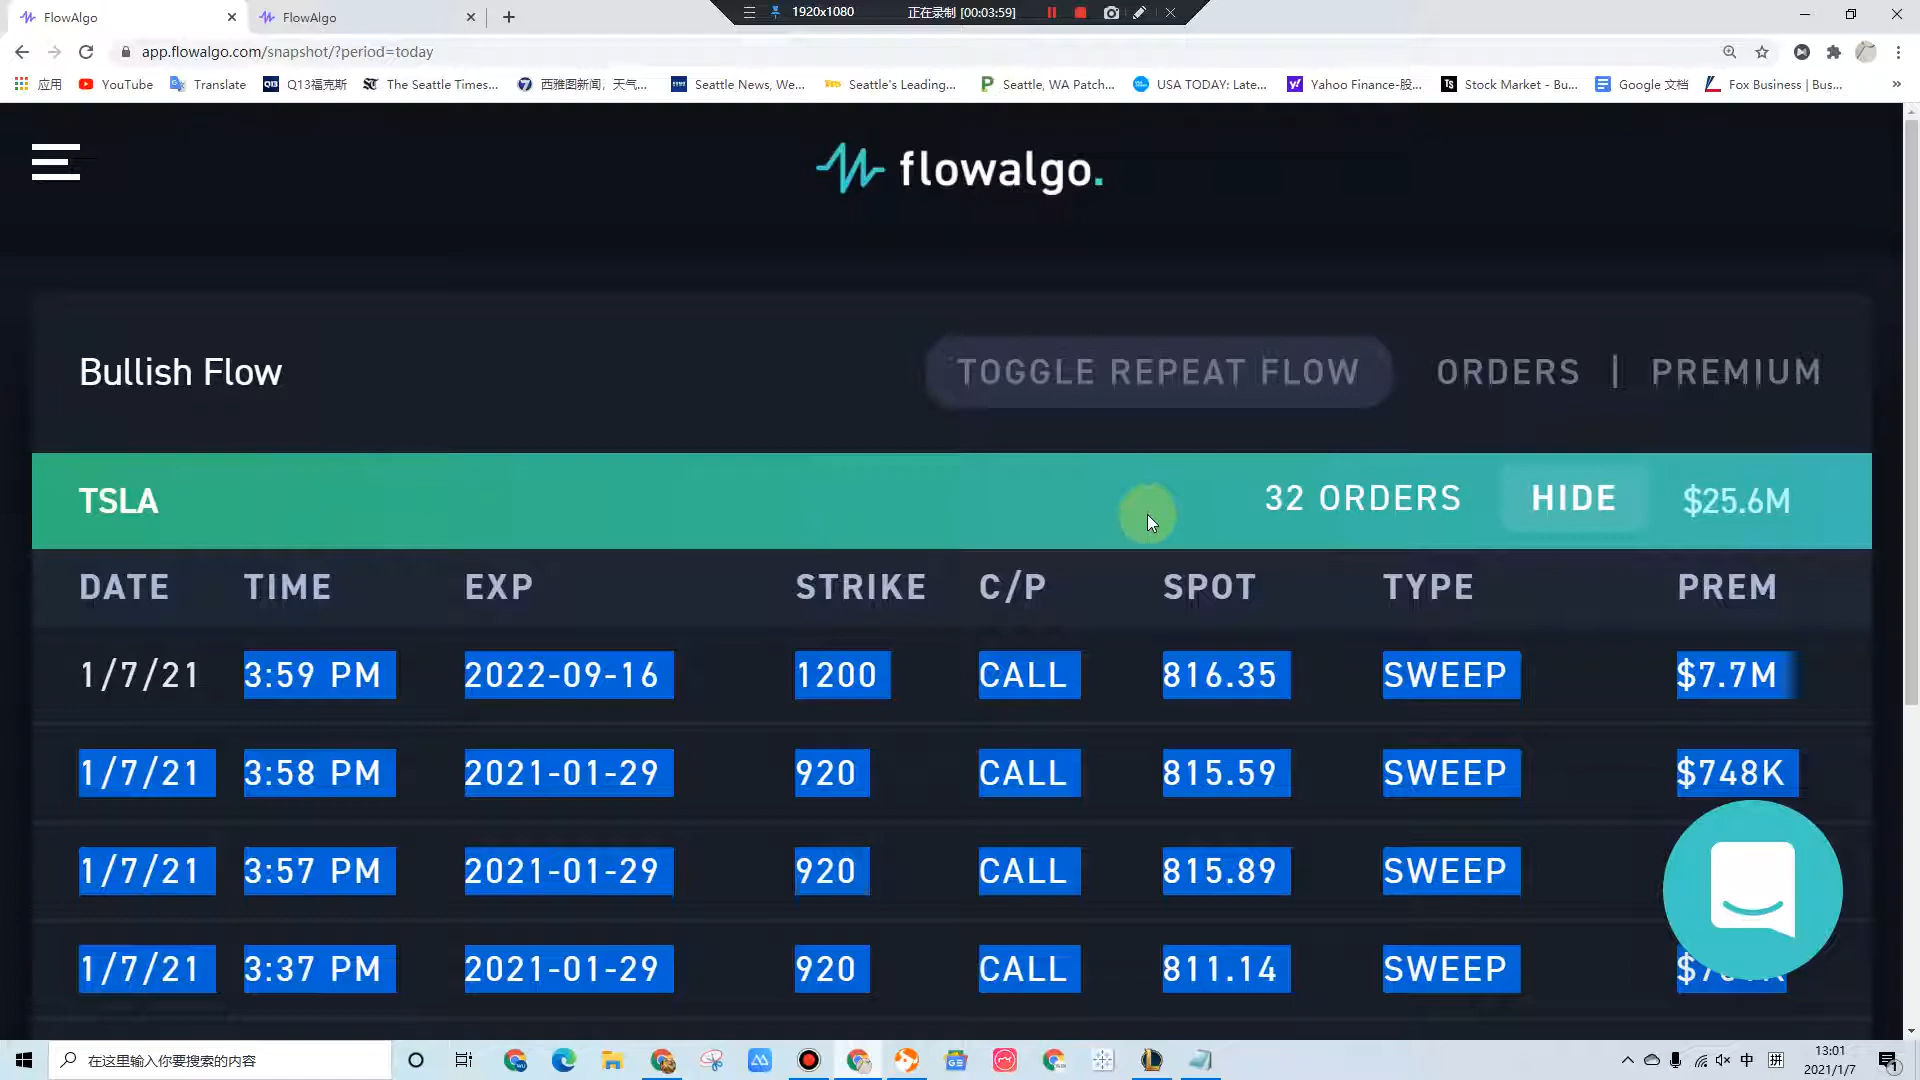 FlowAlgo
FlowAlgo
1920x1080
正在录制 [00:03:59]
app.flowalgo.com/snapshot/?period=today
应用
YouTube
Translate
Q13福克斯
The Seattle Times...
西雅图新闻，天气...
Seattle News, We...
Seattle's Leading...
Seattle, WA Patch...
USA TODAY: Late...
Yahoo Finance-股...
Stock Market - Bu...
Google 文档
Fox Business | Bus...
»
flowalgo.
Bullish Flow
TOGGLE REPEAT FLOW
ORDERS | PREMIUM
TSLA 32 ORDERS HIDE $25.6M
DATE TIME EXP STRIKE C/P SPOT TYPE PREM
1/7/21 3:59 PM 2022-09-16 1200 CALL 816.35 SWEEP $7.7M
1/7/21 3:58 PM 2021-01-29 920 CALL 815.59 SWEEP $748K
1/7/21 3:57 PM 2021-01-29 920 CALL 815.89 SWEEP
1/7/21 3:37 PM 2021-01-29 920 CALL 811.14 SWEEP
在这里输入你要搜索的内容
中
拼
13:01
2021/1/7